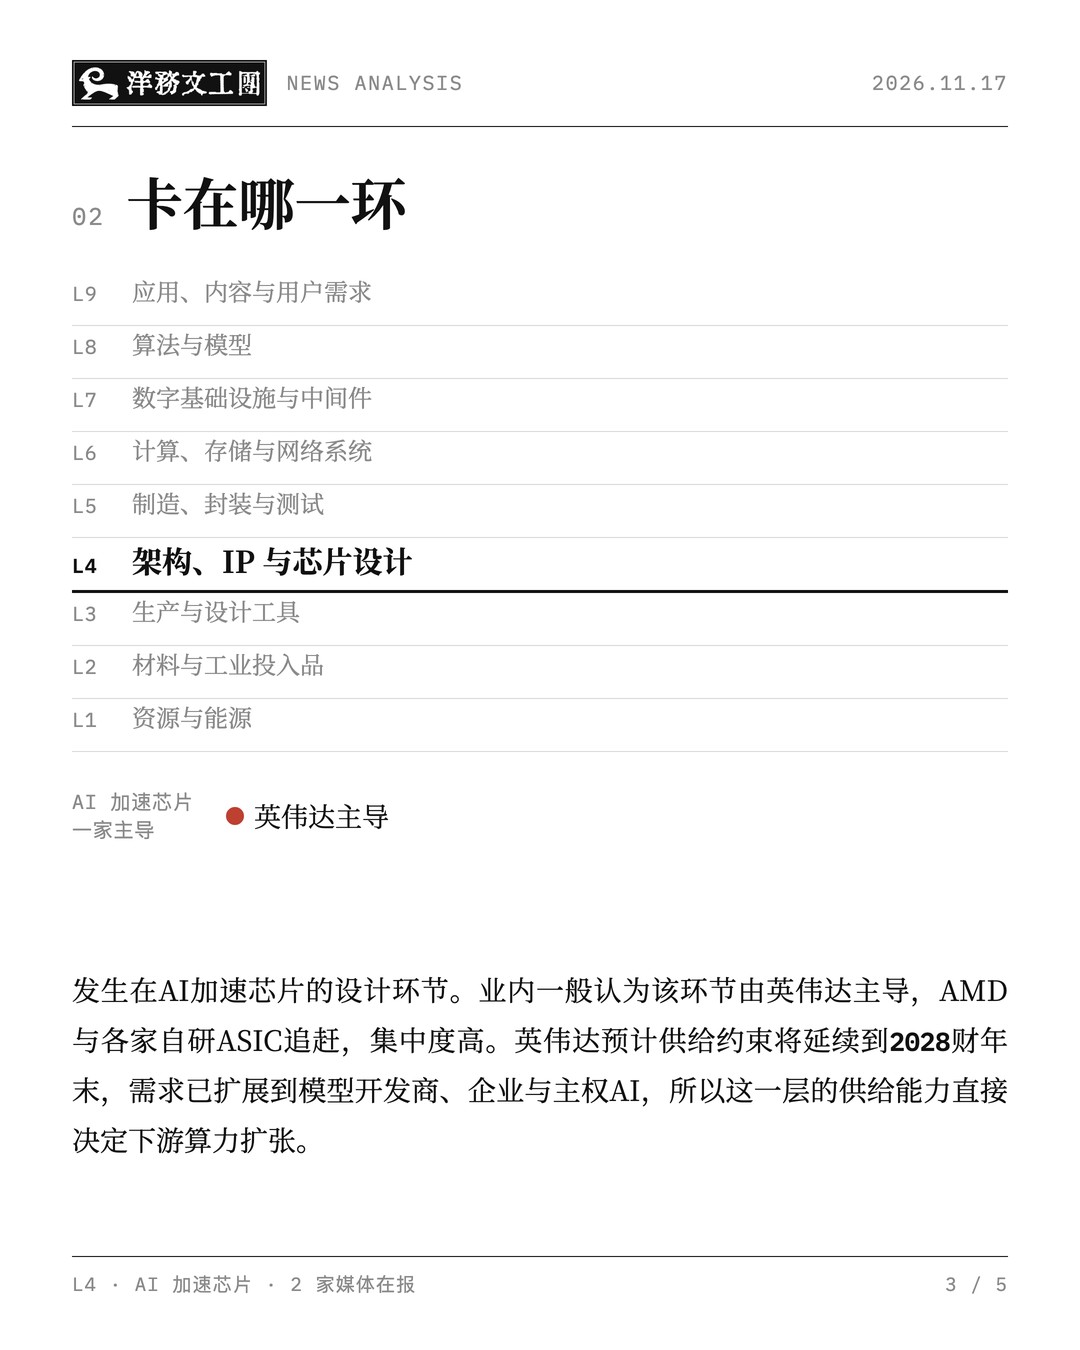 洋務文工團 NEWS ANALYSIS 2026.11.17
02 卡在哪一环
L9 应用、内容与用户需求
L8 算法与模型
L7 数字基础设施与中间件
L6 计算、存储与网络系统
L5 制造、封装与测试
L4 架构、IP 与芯片设计
L3 生产与设计工具
L2 材料与工业投入品
L1 资源与能源
AI 加速芯片
一家主导
英伟达主导
发生在AI加速芯片的设计环节。业内一般认为该环节由英伟达主导，AMD
与各家自研ASIC追赶，集中度高。英伟达预计供给约束将延续到2028财年
末，需求已扩展到模型开发商、企业与主权AI，所以这一层的供给能力直接
决定下游算力扩张。
L4 · AI 加速芯片 · 2 家媒体在报 3 / 5